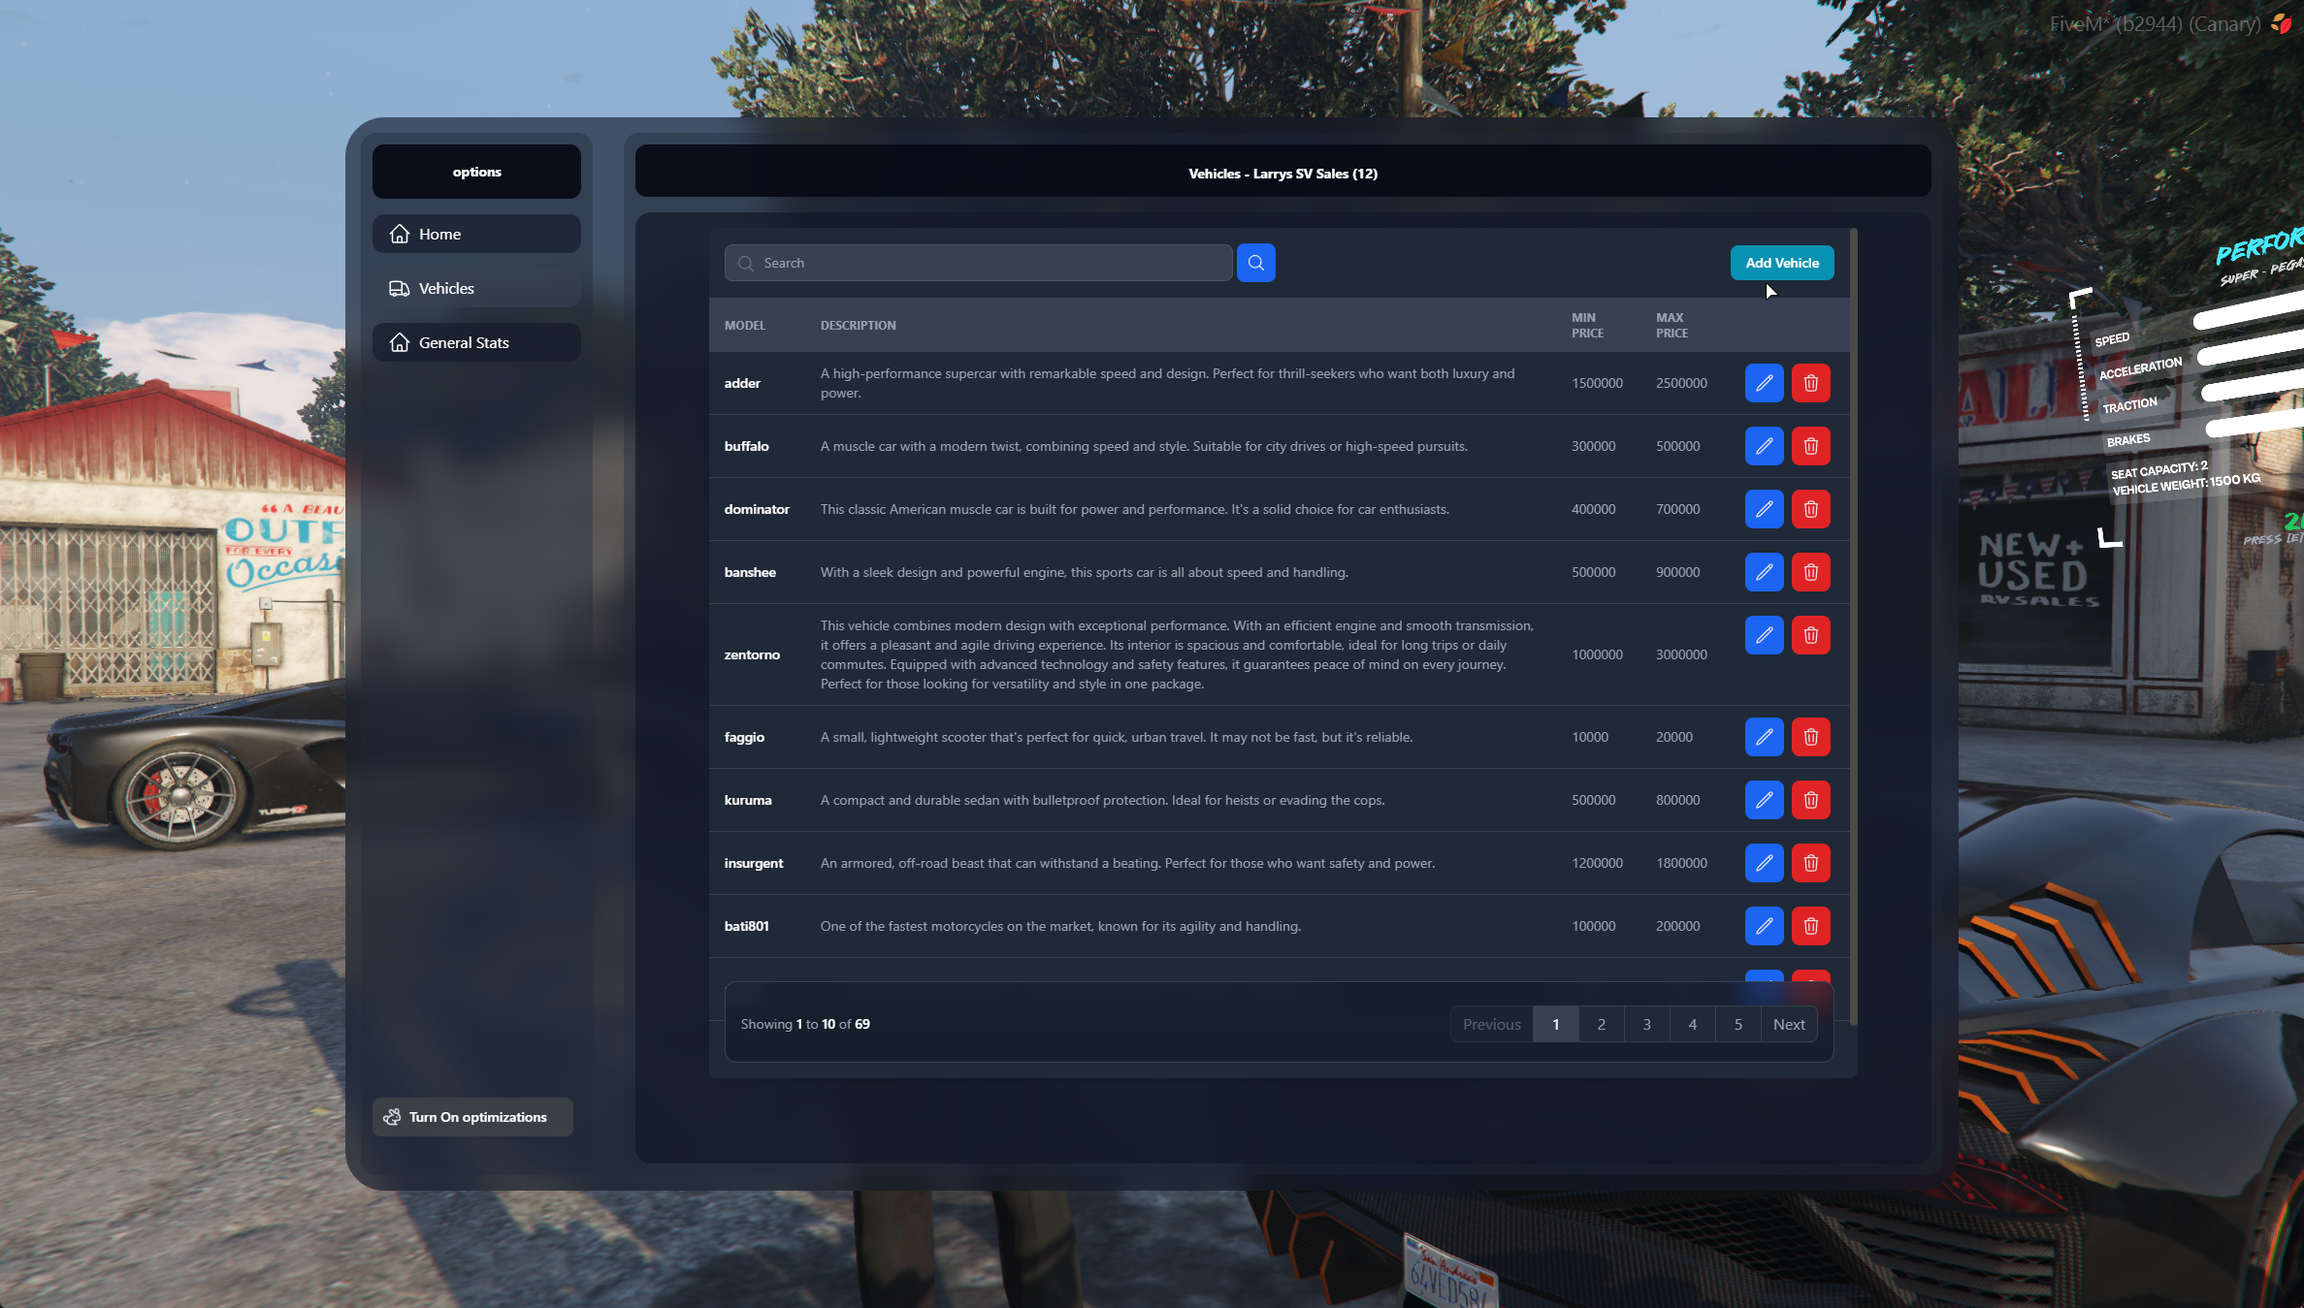 FiveM* (b2944) (Canary)
options
Home
Vehicles
General Stats
Turn On optimizations
Vehicles - Larrys SV Sales (12)
Search
Add Vehicle
MODEL DESCRIPTION MIN PRICE MAX PRICE
adder A high-performance supercar with remarkable speed and design. Perfect for thrill-seekers who want both luxury and
power. 1500000 2500000
buffalo A muscle car with a modern twist, combining speed and style. Suitable for city drives or high-speed pursuits. 300000 500000
dominator This classic American muscle car is built for power and performance. It's a solid choice for car enthusiasts. 400000 700000
banshee With a sleek design and powerful engine, this sports car is all about speed and handling. 500000 900000
zentorno This vehicle combines modern design with exceptional performance. With an efficient engine and smooth transmission,
it offers a pleasant and agile driving experience. Its interior is spacious and comfortable, ideal for long trips or daily
commutes. Equipped with advanced technology and safety features, it guarantees peace of mind on every journey.
Perfect for those looking for versatility and style in one package. 1000000 3000000
faggio A small, lightweight scooter that's perfect for quick, urban travel. It may not be fast, but it's reliable. 10000 20000
kuruma A compact and durable sedan with bulletproof protection. Ideal for heists or evading the cops. 500000 800000
insurgent An armored, off-road beast that can withstand a beating. Perfect for those who want safety and power. 1200000 1800000
bati801 One of the fastest motorcycles on the market, known for its agility and handling. 100000 200000
Showing 1 to 10 of 69
Previous 1 2 3 4 5 Next
“A BEAU
OUTF
FOR EVERY
Occasi
SUPER - PEGAS
SPEED
ACCELERATION
TRACTION
BRAKES
SEAT CAPACITY: 2
VEHICLE WEIGHT: 1500 KG
PRESS [E]
NEW +
USED
RV SALES
San Andreas